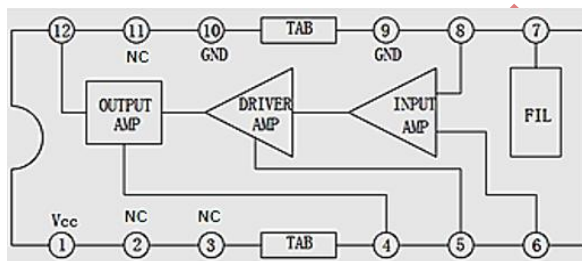 12 11 10 TAB 9 8 7
NC GND GND
OUTPUT AMP
DRIVER AMP
INPUT AMP
FIL
Vcc NC NC
1 2 3 TAB 4 5 6